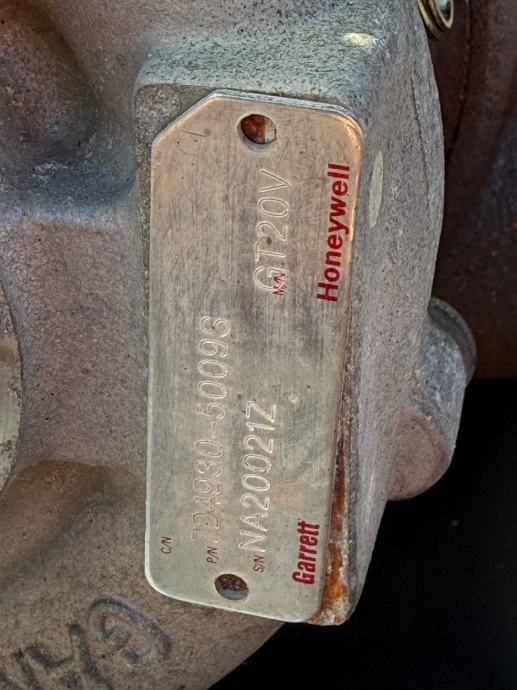 C/N
P/N 724930-5009S
S/N NA20021Z M/N GT20V
Garrett Honeywell